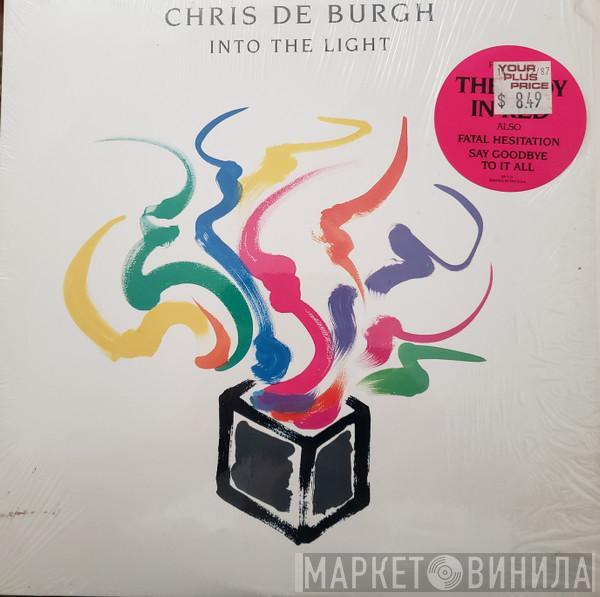 CHRIS DE BURGH
INTO THE LIGHT
YOUR
PLUS
PRICE
$ 8.49
THE
IN RED
ALSO
FATAL HESITATION
SAY GOODBYE
TO IT ALL
МАРКЕТ ВИНИЛА